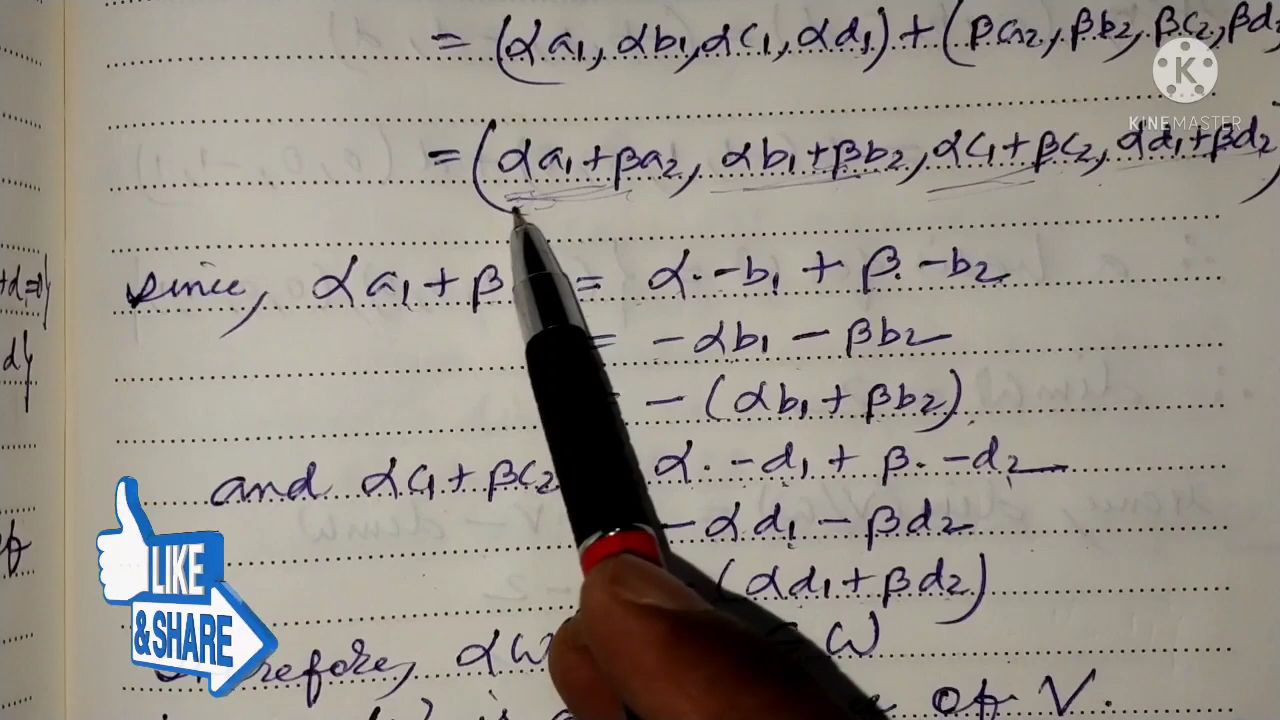 = (αa₁, αb₁, αc₁, αd₁) + (βa₂, βb₂, βc₂, βd₂
KINEMASTER
= (αa₁ + βa₂, αb₁ + βb₂, αc₁ + βc₂, αd₁ + βd₂)
since, αa₁ + β = α. -b₁ + β. -b₂
+d=0}
= -αb₁ - βb₂
d}
- (αb₁ + βb₂)
and αc₁ + βc₂ α. -d₁ + β. -d₂
- αd₁ - βd₂
LIKE
& SHARE
(αd₁ + βd₂)
refore, αw W
of V.